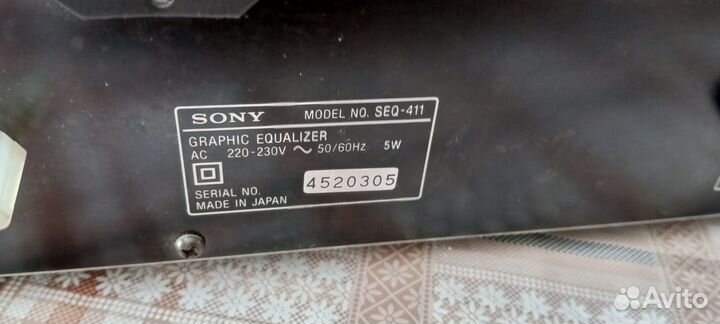 SONY MODEL NO. SEQ-411
GRAPHIC EQUALIZER
AC 220-230V ~ 50/60Hz 5W
SERIAL NO. 4520305
MADE IN JAPAN
Avito